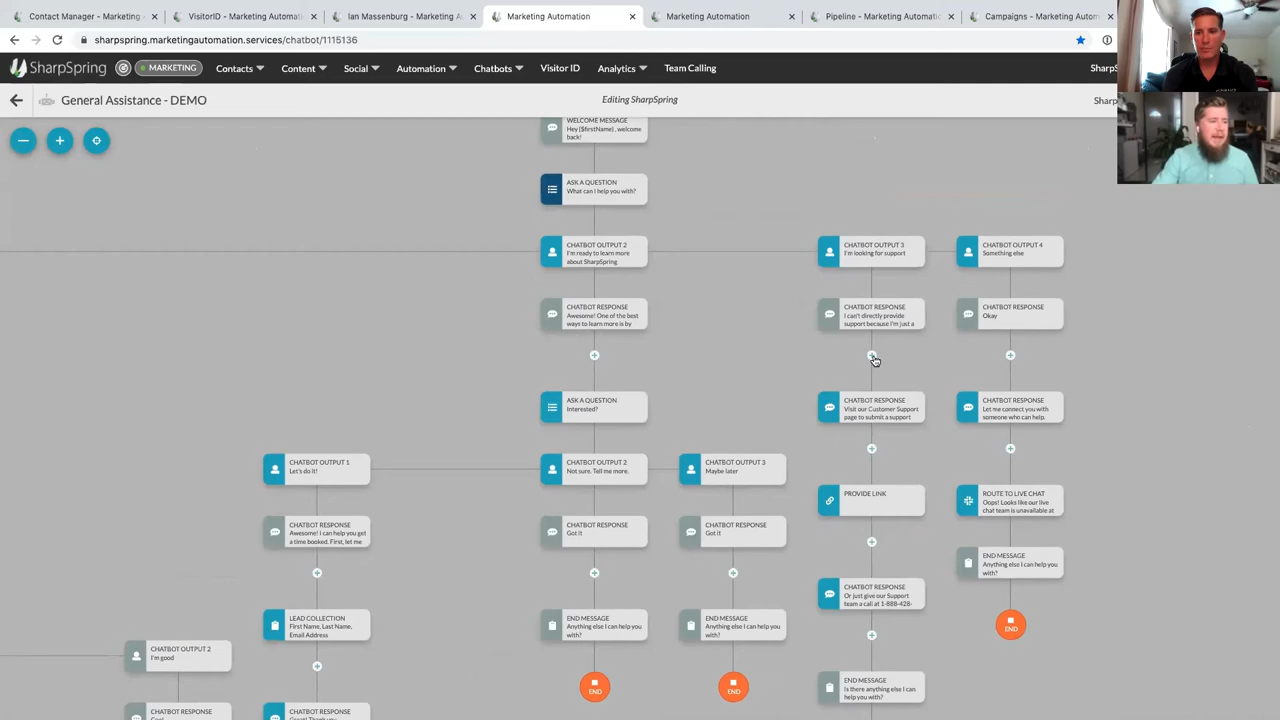 Contact Manager - Marketing Au
VisitorID - Marketing Automati
Ian Massenburg - Marketing A
Marketing Automation
Marketing Automation
Pipeline - Marketing Automatio
Campaigns - Marketing Autom
sharpspring.marketingautomation.services/chatbot/1115136
SharpSpring
MARKETING
Contacts
Content
Social
Automation
Chatbots
Visitor ID
Analytics
Team Calling
SharpS
General Assistance - DEMO
Editing SharpSpring
Sharp
WELCOME MESSAGE
Hey {$firstName} , welcome
back!
ASK A QUESTION
What can I help you with?
CHATBOT OUTPUT 2
I'm ready to learn more
about SharpSpring
CHATBOT OUTPUT 3
I'm looking for support
CHATBOT OUTPUT 4
Something else
CHATBOT RESPONSE
Awesome! One of the best
ways to learn more is by
CHATBOT RESPONSE
I can't directly provide
support because I'm just a
CHATBOT RESPONSE
Okay
ASK A QUESTION
Interested?
CHATBOT RESPONSE
Visit our Customer Support
page to submit a support
CHATBOT RESPONSE
Let me connect you with
someone who can help.
CHATBOT OUTPUT 1
Let's do it!
CHATBOT OUTPUT 2
Not sure. Tell me more.
CHATBOT OUTPUT 3
Maybe later
PROVIDE LINK
ROUTE TO LIVE CHAT
Oops! Looks like our live
chat team is unavailable at
CHATBOT RESPONSE
Awesome! I can help you get
a time booked. First, let me
CHATBOT RESPONSE
Got it
CHATBOT RESPONSE
Got it
END MESSAGE
Anything else I can help you
with?
CHATBOT RESPONSE
Or just give our Support
team a call at 1-888-428-
LEAD COLLECTION
First Name, Last Name,
Email Address
END MESSAGE
Anything else I can help you
with?
END MESSAGE
Anything else I can help you
with?
END
CHATBOT OUTPUT 2
I'm good
END
END
END MESSAGE
Is there anything else I can
help you with?
CHATBOT RESPONSE
CHATBOT RESPONSE